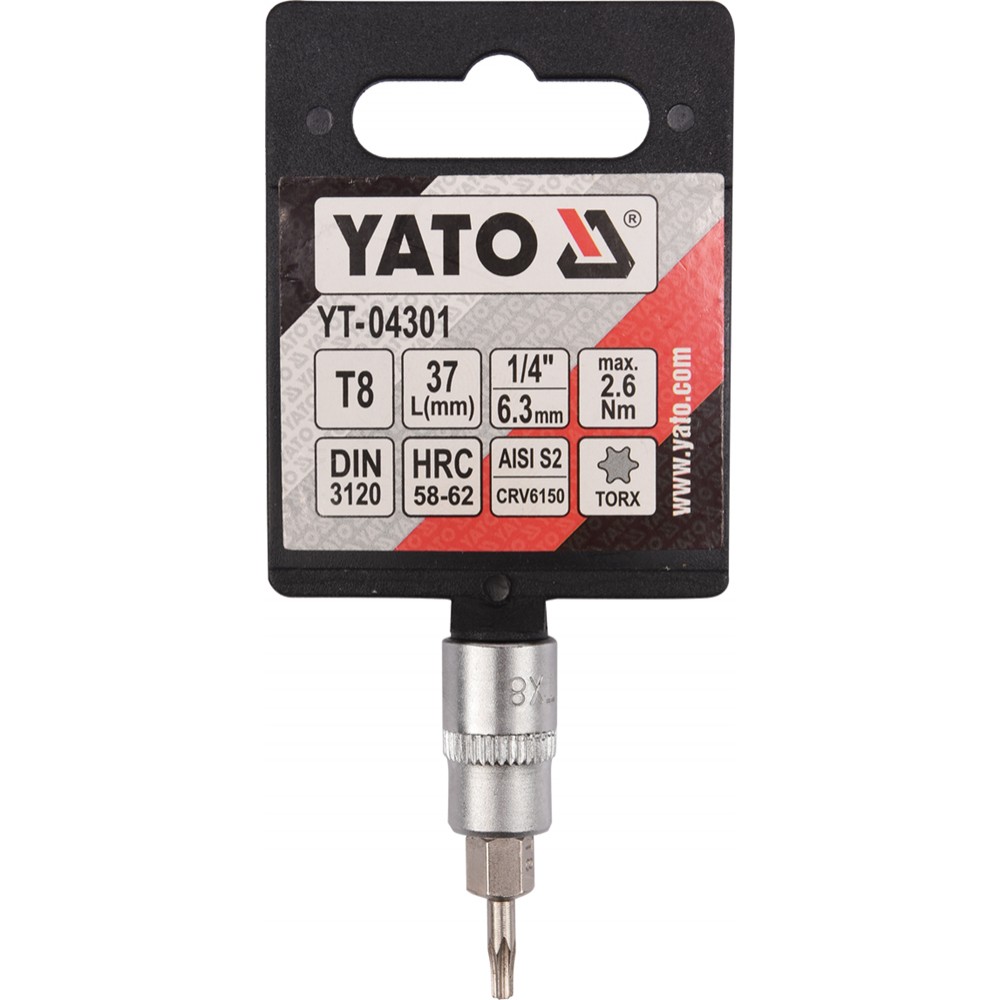 YATO ®
YT-04301
T8
37
L(mm)
1/4"
6.3mm
max.
2.6
Nm
DIN
3120
HRC
58-62
AISI S2
CRV6150
TORX
www.yato.com
8X